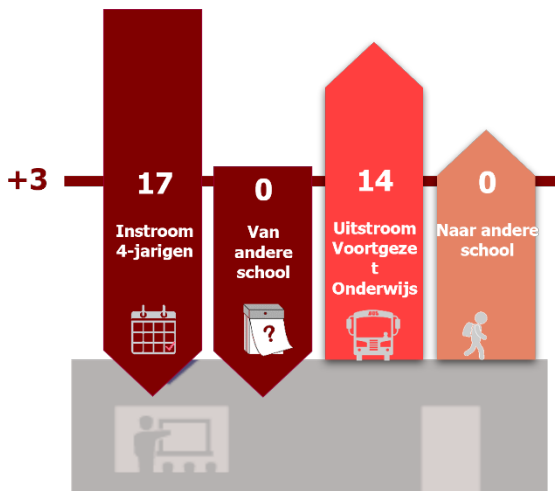 +3
17
Instroom
4-jarigen
0
Van
andere
school
?
14
Uitstroom
Voortgeze
t
Onderwijs
0
Naar andere
school